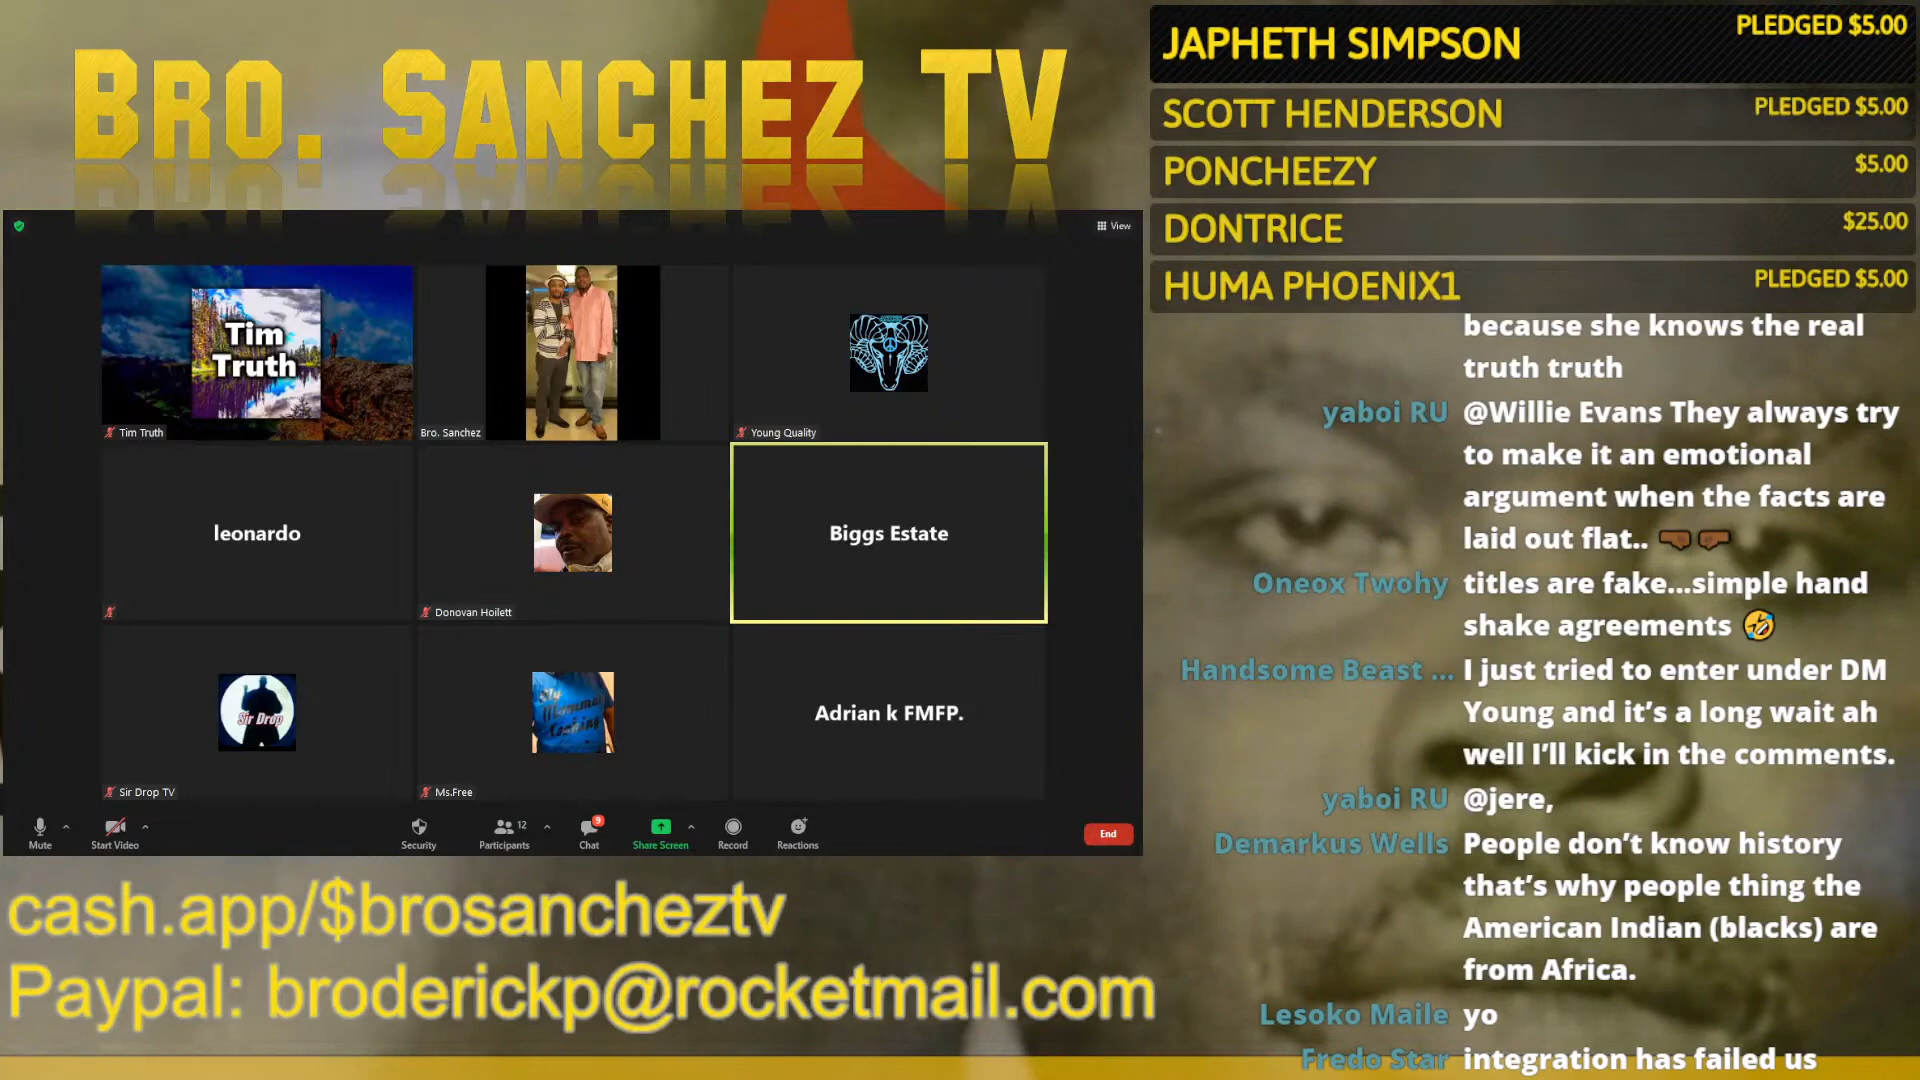 BRO. SANCHEZ TV
JAPHETH SIMPSON PLEDGED $5.00
SCOTT HENDERSON PLEDGED $5.00
PONCHEEZY $5.00
DONTRICE $25.00
HUMA PHOENIX1 PLEDGED $5.00
View
Tim
Truth
Tim Truth
Bro. Sanchez
Young Quality
leonardo
Donovan Hoilett
Biggs Estate
Sir Drop
Sir Drop TV
Ms.Free
Adrian k FMFP.
Mute
Start Video
Security
12
Participants
9
Chat
Share Screen
Record
Reactions
End
cash.app/$brosancheztv
Paypal: broderickp@rocketmail.com
because she knows the real
truth truth
yaboi RU @Willie Evans They always try
to make it an emotional
argument when the facts are
laid out flat.. 🤜🏾🤛🏾
Oneox Twohy titles are fake...simple hand
shake agreements 🤣
Handsome Beast ... I just tried to enter under DM
Young and it’s a long wait ah
well I’ll kick in the comments.
yaboi RU @jere,
Demarkus Wells People don’t know history
that’s why people thing the
American Indian (blacks) are
from Africa.
Lesoko Maile yo
Fredo Star integration has failed us